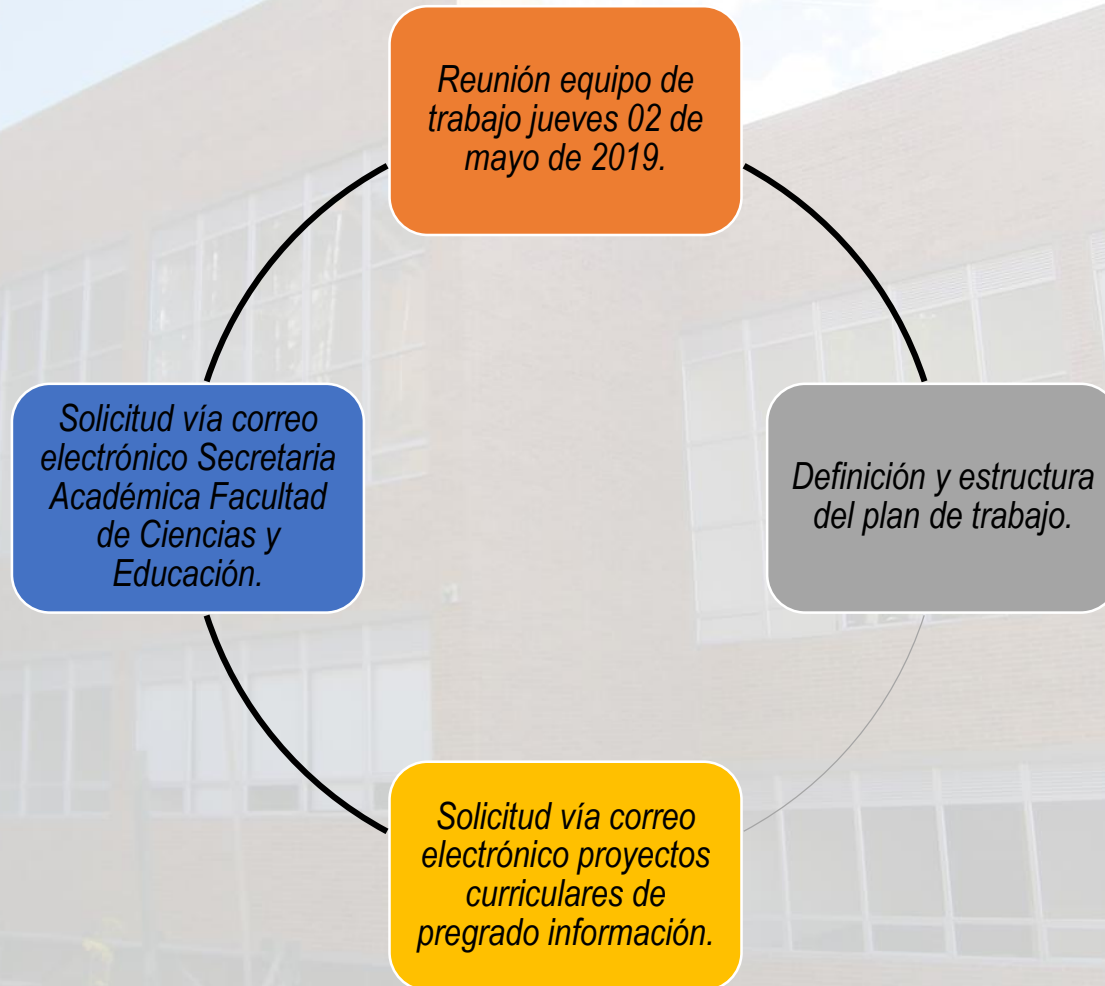 Reunión equipo de
trabajo jueves 02 de
mayo de 2019.
Definición y estructura
del plan de trabajo.
Solicitud vía correo
electrónico proyectos
curriculares de
pregrado información.
Solicitud vía correo
electrónico Secretaria
Académica Facultad
de Ciencias y
Educación.